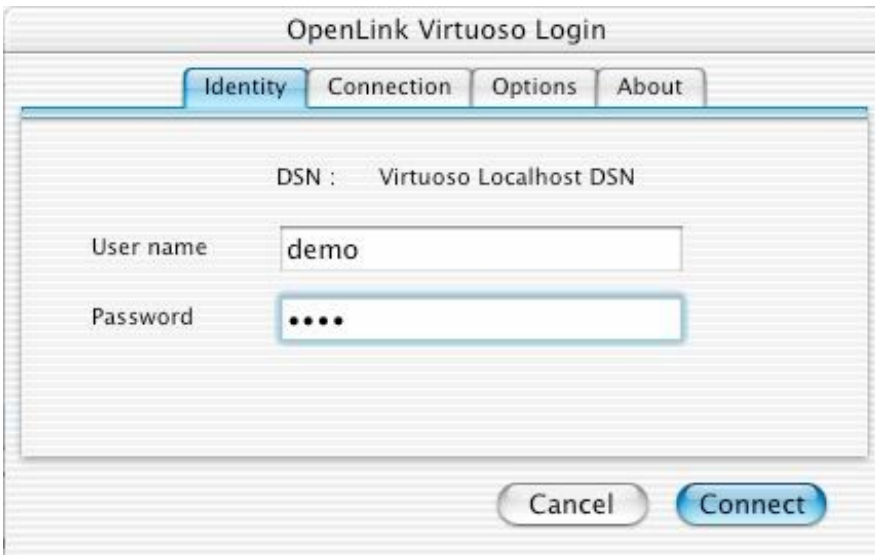 OpenLink Virtuoso Login
Identity Connection Options About
DSN : Virtuoso Localhost DSN
User name demo
Password ••••
Cancel Connect